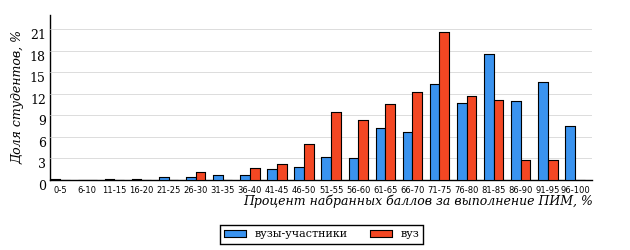 Доля студентов, %
21
18
15
12
9
6
3
0
0-5 6-10 11-15 16-20 21-25 26-30 31-35 36-40 41-45 46-50 51-55 56-60 61-65 66-70 71-75 76-80 81-85 86-90 91-95 96-100
Процент набранных баллов за выполнение ПИМ, %
вузы-участники вуз